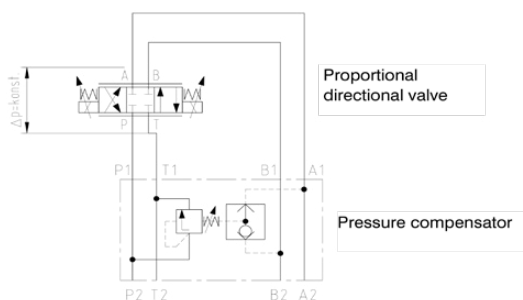 A B
Proportional
directional valve
Δp=konst
P T
P1 T1 B1 A1
Pressure compensator
P2 T2 B2 A2